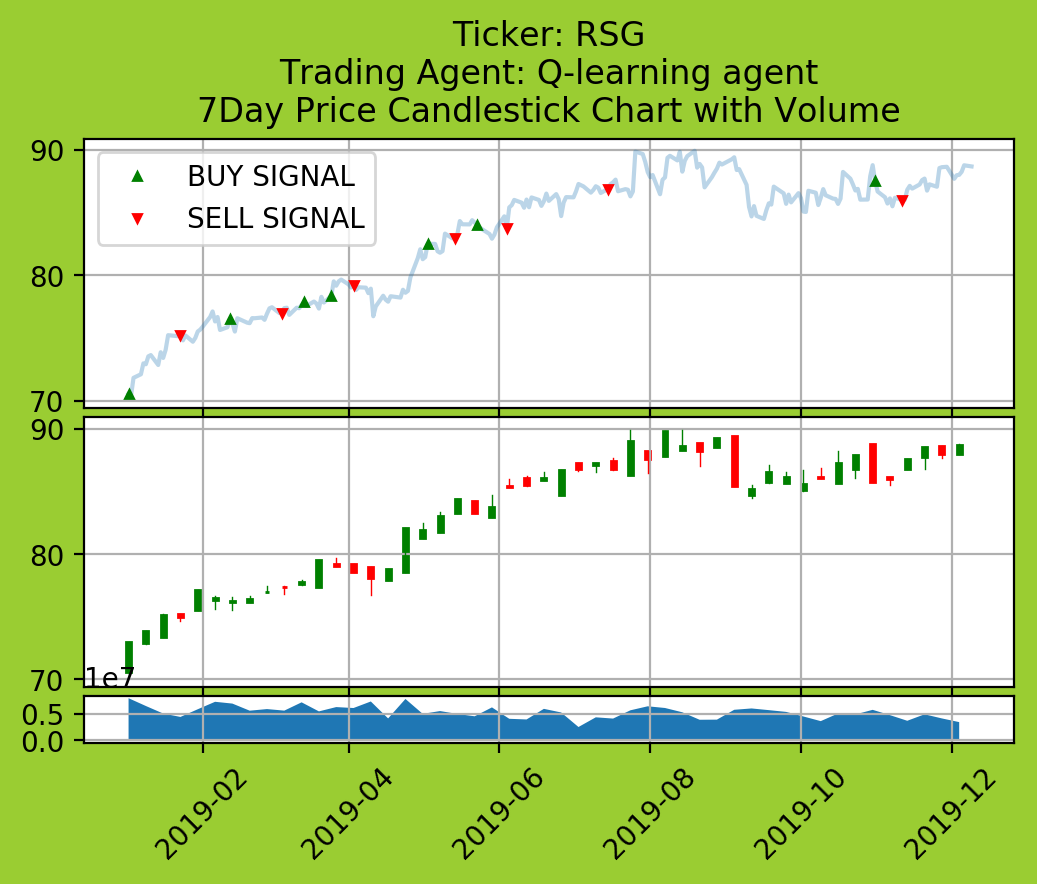 Ticker: RSG
Trading Agent: Q-learning agent
7Day Price Candlestick Chart with Volume
90
BUY SIGNAL
SELL SIGNAL
80
70
90
80
70
1e7
0.5
0.0
2019-02
2019-04
2019-06
2019-08
2019-10
2019-12